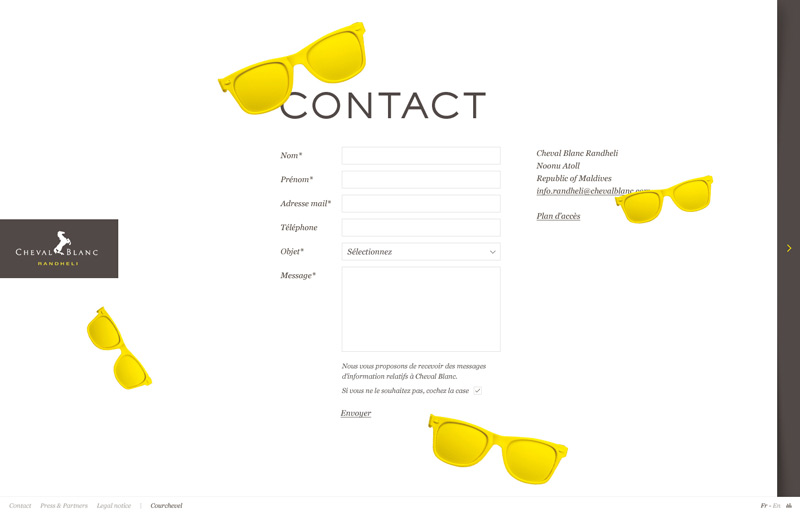 CONTACT
Nom*
Prénom*
Adresse mail*
Téléphone
Objet*
Sélectionnez
Message*
Nous vous proposons de recevoir des messages
d'information relatifs à Cheval Blanc.
Si vous ne le souhaitez pas, cochez la case
Envoyer
Cheval Blanc Randheli
Noonu Atoll
Republic of Maldives
info.randheli@chevalblanc.com
Plan d'accès
CHEVAL BLANC
RANDHELI
Contact Press & Partners Legal notice | Courchevel
Fr - En